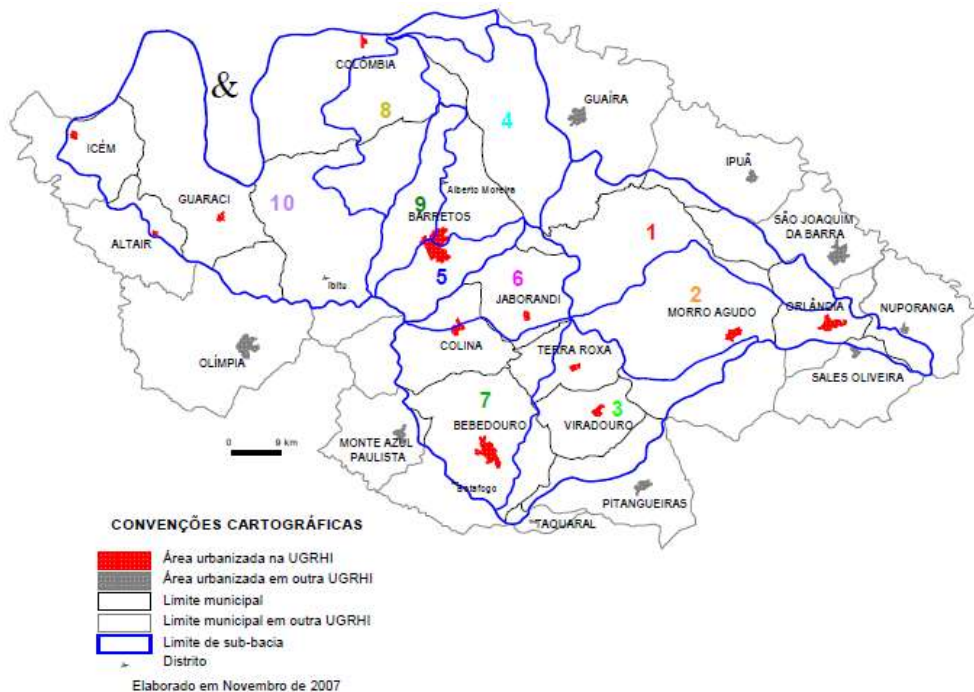 &
COLÔMBIA
8
4
GUAÍRA
IPUÃ
ICÉM
Alberto Moreira
GUARACI
10
9
BARRETOS
1
SÃO JOAQUIM
DA BARRA
ALTAIR
Ibitu
5
6
JABORANDI
2
MORRO AGUDO
ORLÂNDIA
NUPORANGA
COLINA
TERRA ROXA
SALES OLIVEIRA
OLÍMPIA
7
BEBEDOURO
3
VIRADOURO
0 9 km
MONTE AZUL
PAULISTA
Botafogo
PITANGUEIRAS
TAQUARAL
CONVENÇÕES CARTOGRÁFICAS
Área urbanizada na UGRHI
Área urbanizada em outra UGRHI
Limite municipal
Limite municipal em outra UGRHI
Limite de sub-bacia
Distrito
Elaborado em Novembro de 2007